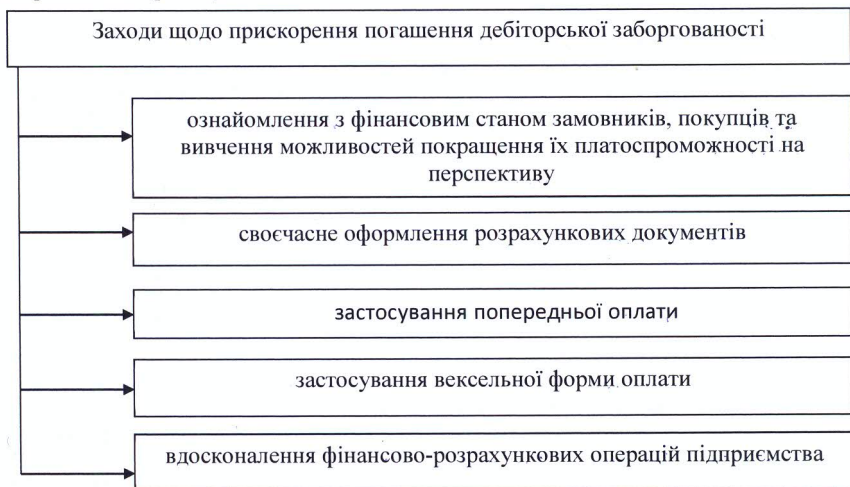 Заходи щодо прискорення погашення дебіторської заборгованості
ознайомлення з фінансовим станом замовників, покупців та
вивчення можливостей покращення їх платоспроможності на
перспективу
своєчасне оформлення розрахункових документів
застосування попередньої оплати
застосування вексельної форми оплати
вдосконалення фінансово-розрахункових операцій підприємства